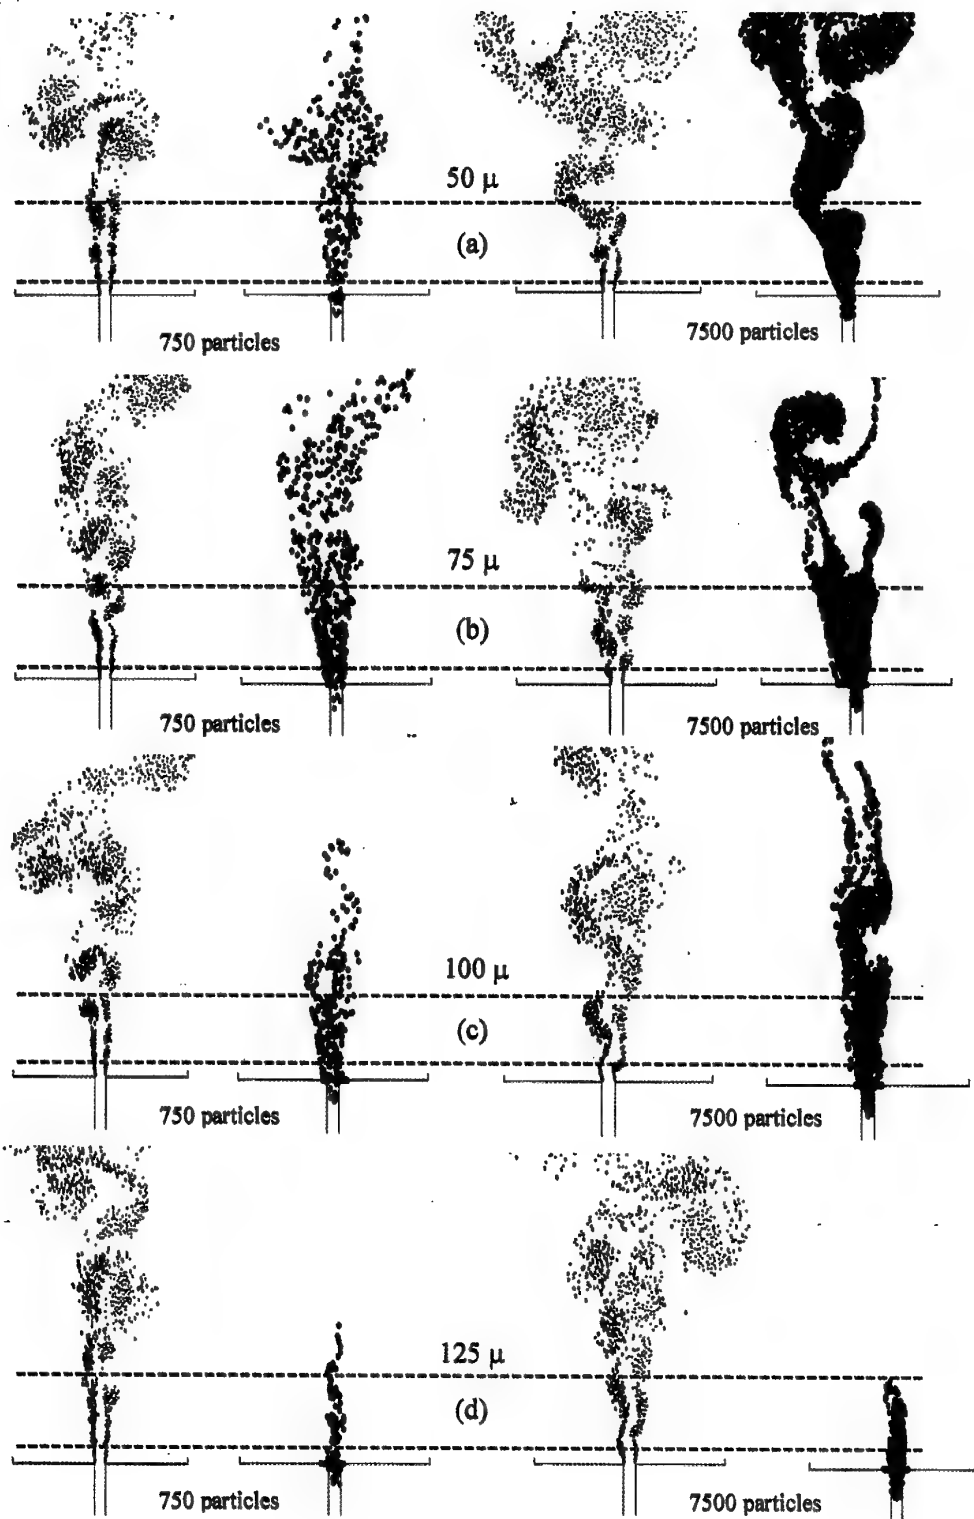 50 μ
(a)
750 particles
7500 particles
75 μ
(b)
750 particles
7500 particles
100 μ
(c)
750 particles
7500 particles
125 μ
(d)
750 particles
7500 particles